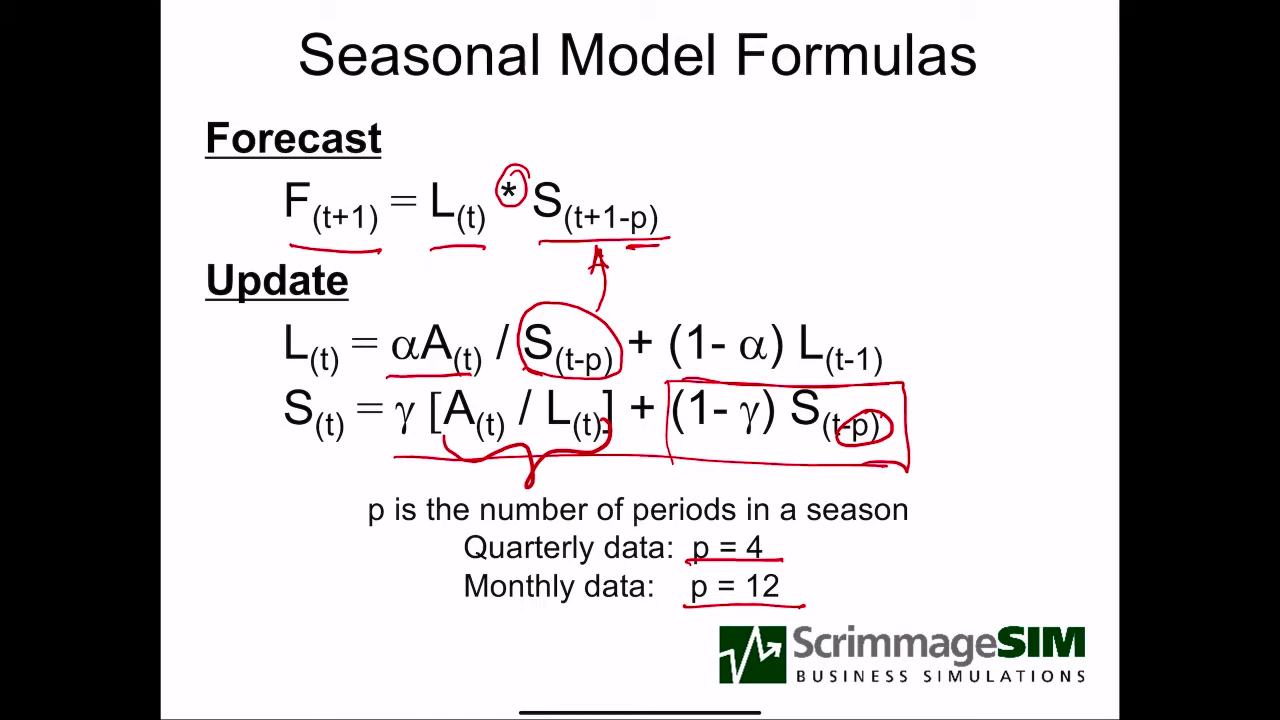 Seasonal Model Formulas
Forecast
F(t+1) = L(t) * S(t+1-p)
Update
L(t) = αA(t) / S(t-p) + (1- α) L(t-1)
S(t) = γ [A(t) / L(t)] + (1- γ) S(t-p)
p is the number of periods in a season
Quarterly data: p = 4
Monthly data: p = 12
ScrimmageSIM
BUSINESS SIMULATIONS